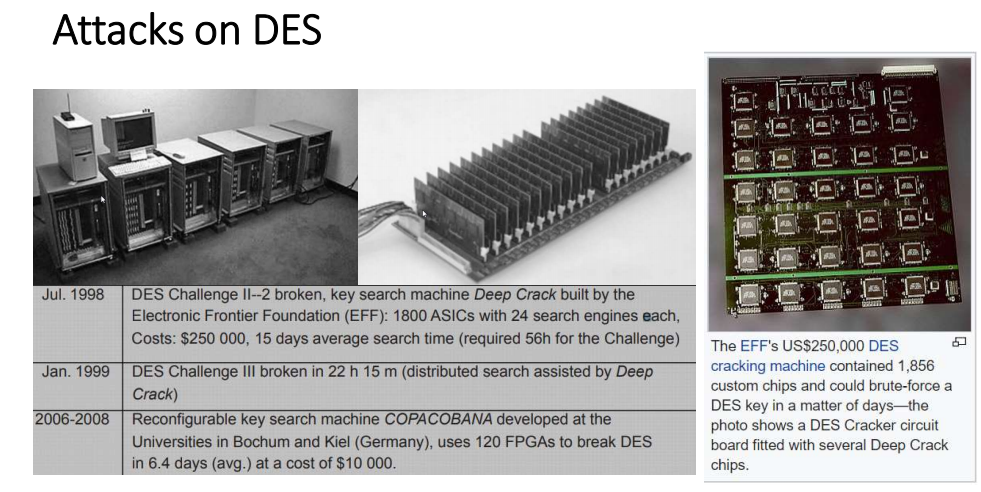 Attacks on DES
Jul. 1998
DES Challenge II--2 broken, key search machine Deep Crack built by the
Electronic Frontier Foundation (EFF): 1800 ASICs with 24 search engines each,
Costs: $250 000, 15 days average search time (required 56h for the Challenge)
Jan. 1999
DES Challenge III broken in 22 h 15 m (distributed search assisted by Deep
Crack)
2006-2008
Reconfigurable key search machine COPACOBANA developed at the
Universities in Bochum and Kiel (Germany), uses 120 FPGAs to break DES
in 6.4 days (avg.) at a cost of $10 000.
The EFF's US$250,000 DES
cracking machine contained 1,856
custom chips and could brute-force a
DES key in a matter of days—the
photo shows a DES Cracker circuit
board fitted with several Deep Crack
chips.